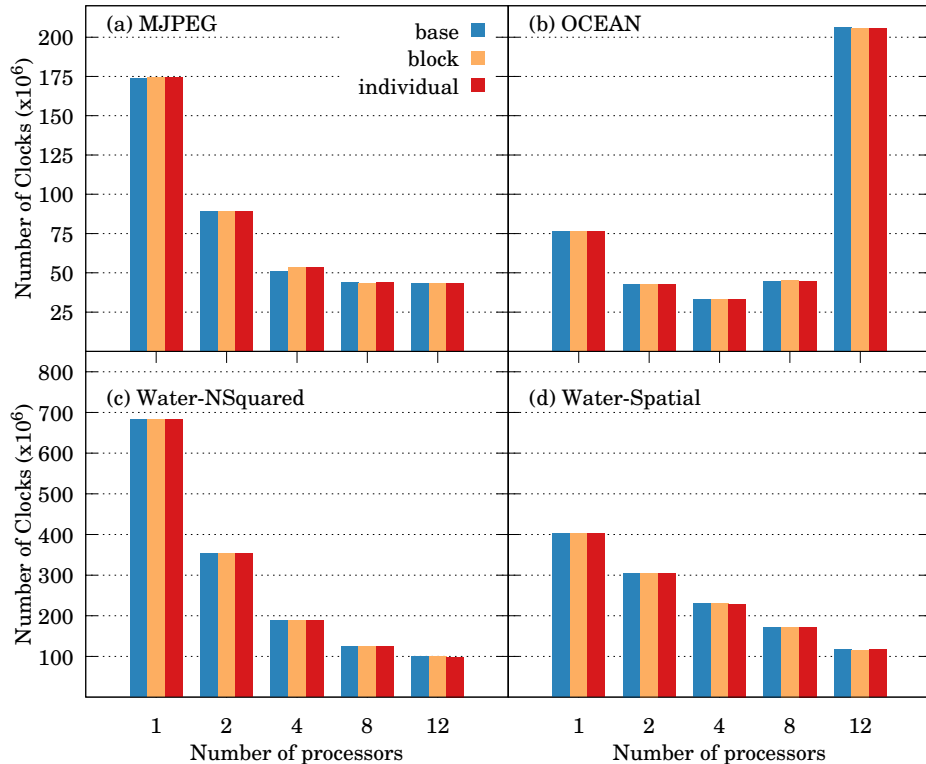 (a) MJPEG
base
block
individual
(b) OCEAN
200
175
150
125
100
75
50
25
Number of Clocks (x10⁶)
(c) Water-NSquared
(d) Water-Spatial
800
700
600
500
400
300
200
100
Number of Clocks (x10⁶)
1 2 4 8 12
1 2 4 8 12
Number of processors
Number of processors